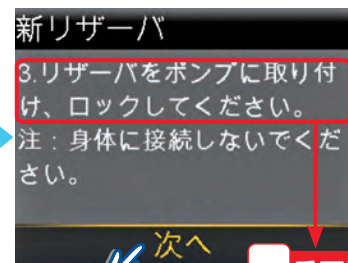 新リザーバ
3.リザーバをポンプに取り付
け、ロックしてください。
注：身体に接続しないでくだ
さい。
次へ